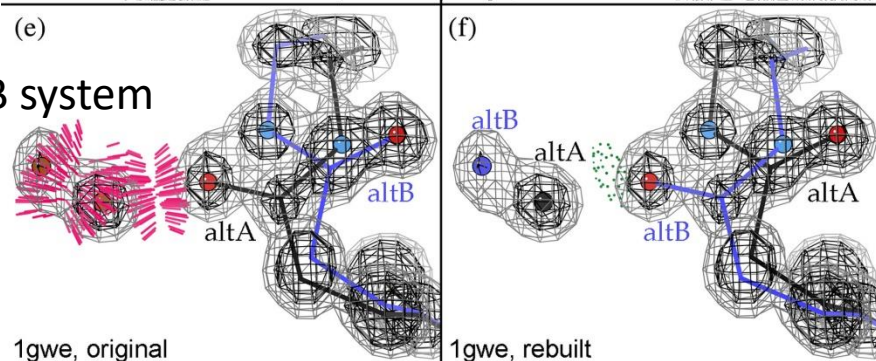 (e)
(f)
B system
altB
altA
altB
altA
altA
altB
1gwe, original
1gwe, rebuilt